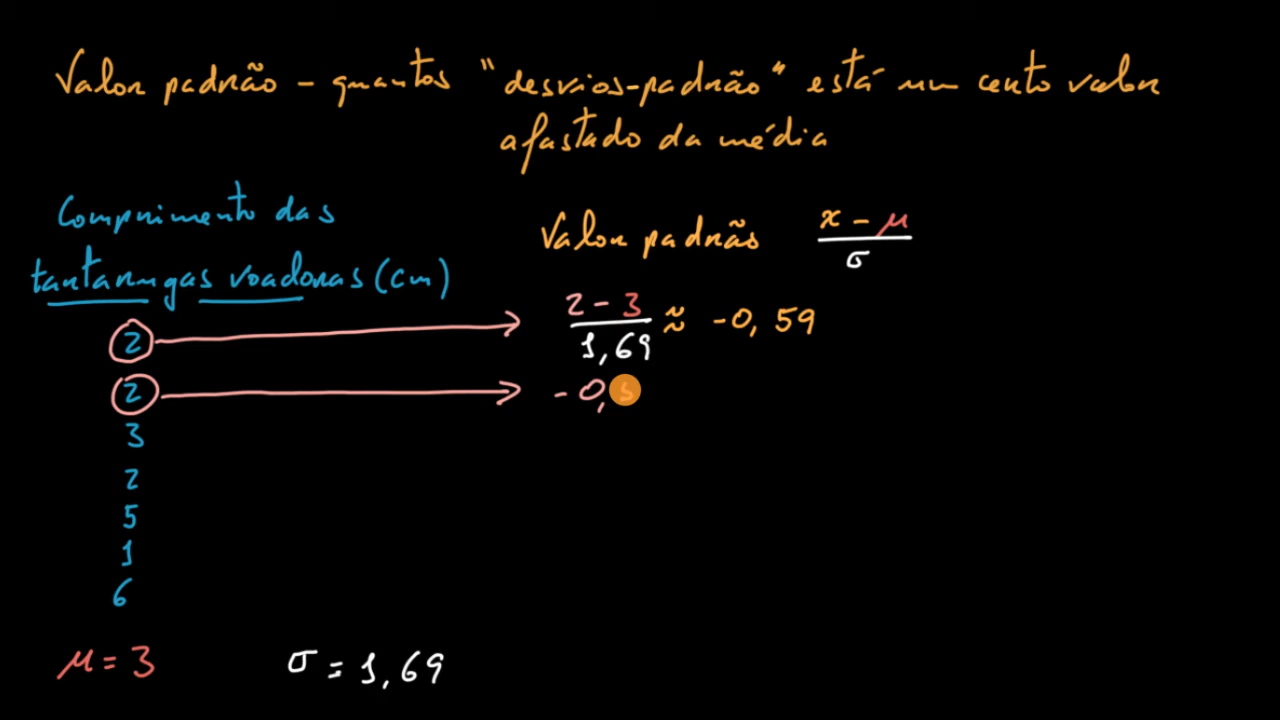 Valor padrão – quantos "desvios-padrão" está um certo valor
afastado da média
Comprimento das
tartarugas voadoras (cm)
Valor padrão x - μ
σ
2 2 - 3 ≈ -0,59
1,69
2 -0,5
3
2
5
1
6
μ = 3 σ = 1,69